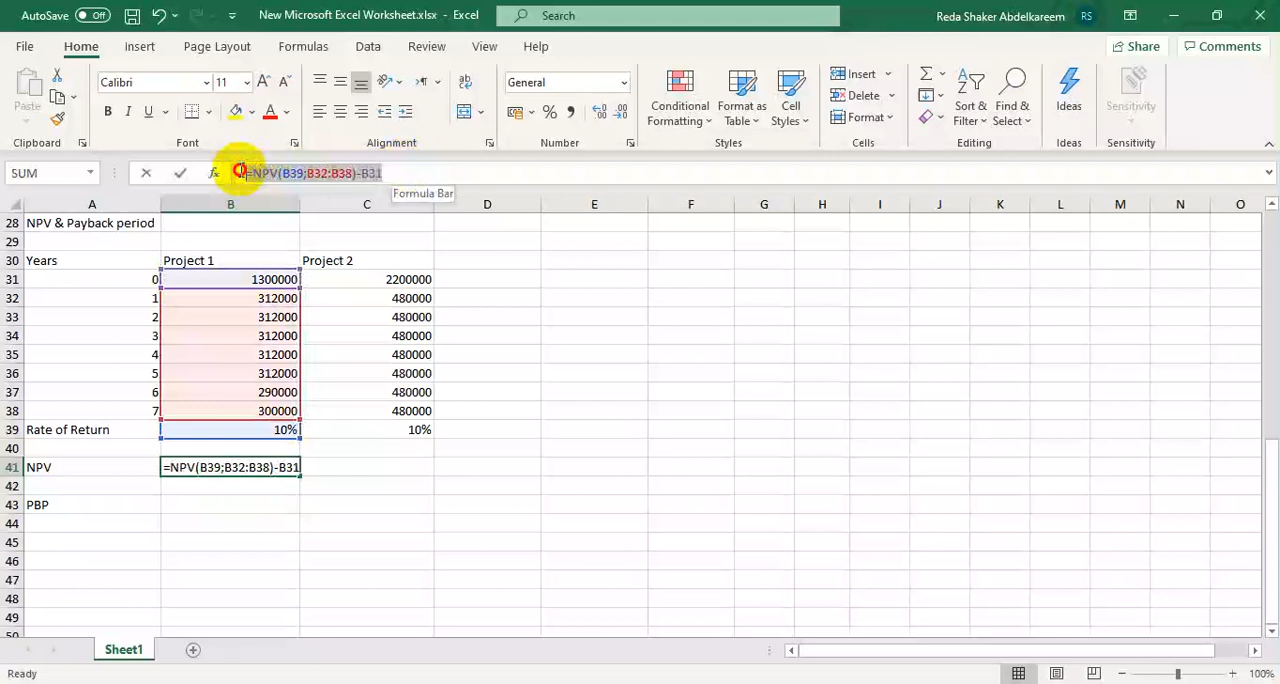 AutoSave Off New Microsoft Excel Worksheet.xlsx - Excel Search Reda Shaker Abdelkareem RS
File Home Insert Page Layout Formulas Data Review View Help Share Comments
Paste Calibri 11 General Conditional Formatting Format as Table Cell Styles Insert Delete Format Sort & Filter Find & Select Ideas Sensitivity
Clipboard Font Alignment Number Styles Cells Editing Ideas Sensitivity
SUM fx =NPV(B39;B32:B38)-B31
Formula Bar
A B C D E F G H I J K L M N O
28 NPV & Payback period
29
30 Years Project 1 Project 2
31 0 1300000 2200000
32 1 312000 480000
33 2 312000 480000
34 3 312000 480000
35 4 312000 480000
36 5 312000 480000
37 6 290000 480000
38 7 300000 480000
39 Rate of Return 10% 10%
40
41 NPV =NPV(B39;B32:B38)-B31
42
43 PBP
44
45
46
47
48
49
50
Sheet1
Ready 100%